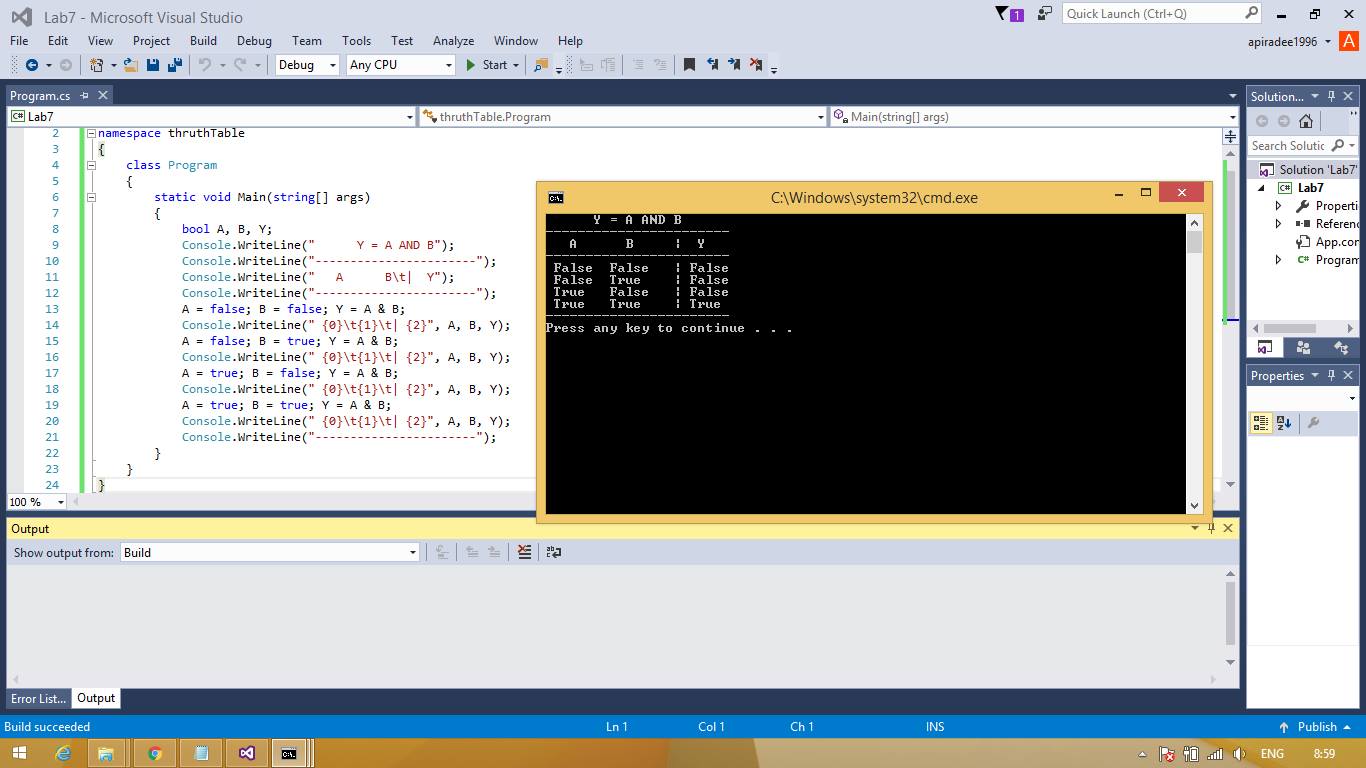 Lab7 - Microsoft Visual Studio
1
Quick Launch (Ctrl+Q)
File Edit View Project Build Debug Team Tools Test Analyze Window Help
apiradee1996 A
Debug Any CPU Start
Program.cs
C# Lab7 thruthTable.Program Main(string[] args)
2 namespace thruthTable
3 {
4 class Program
5 {
6 static void Main(string[] args)
7 {
8 bool A, B, Y;
9 Console.WriteLine("      Y = A AND B");
10 Console.WriteLine("-----------------------");
11 Console.WriteLine("   A      B\t|  Y");
12 Console.WriteLine("-----------------------");
13 A = false; B = false; Y = A & B;
14 Console.WriteLine(" {0}\t{1}\t| {2}", A, B, Y);
15 A = false; B = true; Y = A & B;
16 Console.WriteLine(" {0}\t{1}\t| {2}", A, B, Y);
17 A = true; B = false; Y = A & B;
18 Console.WriteLine(" {0}\t{1}\t| {2}", A, B, Y);
19 A = true; B = true; Y = A & B;
20 Console.WriteLine(" {0}\t{1}\t| {2}", A, B, Y);
21 Console.WriteLine("-----------------------");
22 }
23 }
24 }
100 %
C:\Windows\system32\cmd.exe
Y = A AND B
-----------------------
A B ¦ Y
-----------------------
False False ¦ False
False True ¦ False
True False ¦ False
True True ¦ True
-----------------------
Press any key to continue . . .
Solution...
Search Solutic
Solution 'Lab7'
C# Lab7
Properti
Referenc
App.con
C# Program
Properties
Output
Show output from: Build
Error List... Output
Build succeeded Ln 1 Col 1 Ch 1 INS Publish
ENG 8:59